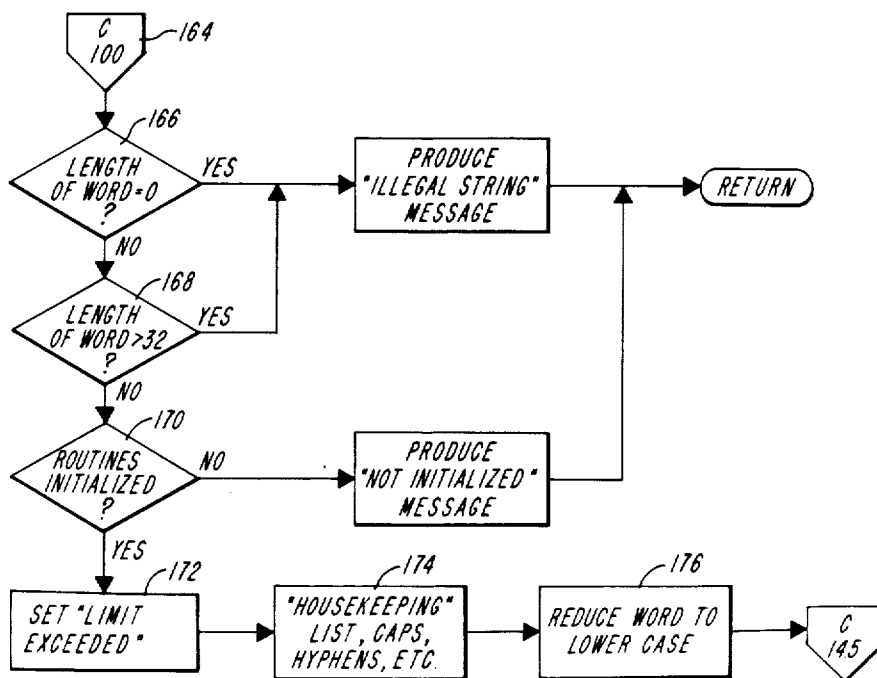 C
100
164
166
LENGTH
OF WORD=0
?
YES
NO
PRODUCE
"ILLEGAL STRING"
MESSAGE
RETURN
168
LENGTH
OF WORD>32
?
YES
NO
170
ROUTINES
INITIALIZED
?
NO
YES
PRODUCE
"NOT INITIALIZED"
MESSAGE
172
SET "LIMIT
EXCEEDED"
174
"HOUSEKEEPING"
LIST, CAPS,
HYPHENS, ETC.
176
REDUCE WORD TO
LOWER CASE
C
145